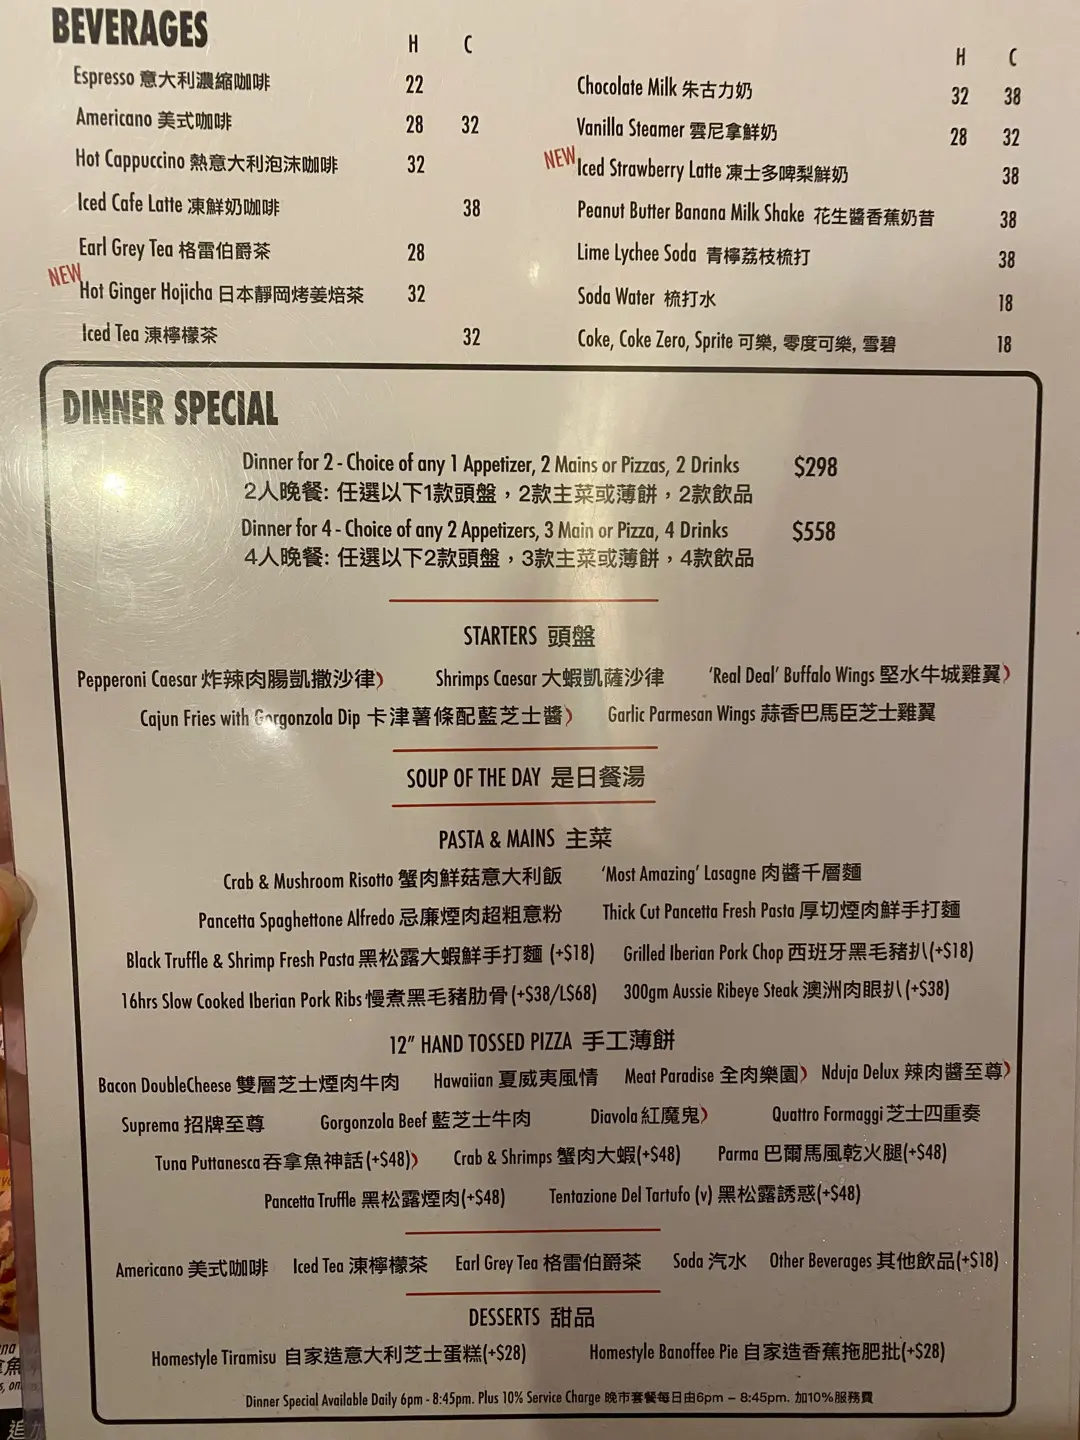 BEVERAGES
H C
Espresso 意大利濃縮咖啡 22
Americano 美式咖啡 28 32
Hot Cappuccino 熱意大利泡沫咖啡 32
Iced Cafe Latte 凍鮮奶咖啡 38
Earl Grey Tea 格雷伯爵茶 28
NEW
Hot Ginger Hojicha 日本靜岡烤姜焙茶 32
Iced Tea 凍檸檬茶 32
H C
Chocolate Milk 朱古力奶 32 38
Vanilla Steamer 雲尼拿鮮奶 28 32
NEW
Iced Strawberry Latte 凍士多啤梨鮮奶 38
Peanut Butter Banana Milk Shake 花生醬香蕉奶昔 38
Lime Lychee Soda 青檸荔枝梳打 38
Soda Water 梳打水 18
Coke, Coke Zero, Sprite 可樂, 零度可樂, 雪碧 18
DINNER SPECIAL
Dinner for 2 - Choice of any 1 Appetizer, 2 Mains or Pizzas, 2 Drinks $298
2人晚餐: 任選以下1款頭盤，2款主菜或薄餅，2款飲品
Dinner for 4 - Choice of any 2 Appetizers, 3 Main or Pizza, 4 Drinks $558
4人晚餐: 任選以下2款頭盤，3款主菜或薄餅，4款飲品
STARTERS 頭盤
Pepperoni Caesar 炸辣肉腸凱撒沙律 Shrimps Caesar 大蝦凱薩沙律 ‘Real Deal’ Buffalo Wings 堅水牛城雞翼
Cajun Fries with Gorgonzola Dip 卡津薯條配藍芝士醬 Garlic Parmesan Wings 蒜香巴馬臣芝士雞翼
SOUP OF THE DAY 是日餐湯
PASTA & MAINS 主菜
Crab & Mushroom Risotto 蟹肉鮮菇意大利飯 ‘Most Amazing’ Lasagne 肉醬千層麵
Pancetta Spaghettone Alfredo 忌廉煙肉超粗意粉 Thick Cut Pancetta Fresh Pasta 厚切煙肉鮮手打麵
Black Truffle & Shrimp Fresh Pasta 黑松露大蝦鮮手打麵 (+$18) Grilled Iberian Pork Chop 西班牙黑毛豬扒(+$18)
16hrs Slow Cooked Iberian Pork Ribs 慢煮黑毛豬肋骨 (+$38/L$68) 300gm Aussie Ribeye Steak 澳洲肉眼扒 (+$38)
12” HAND TOSSED PIZZA 手工薄餅
Bacon DoubleCheese 雙層芝士煙肉牛肉 Hawaiian 夏威夷風情 Meat Paradise 全肉樂園 Nduja Delux 辣肉醬至尊
Suprema 招牌至尊 Gorgonzola Beef 藍芝士牛肉 Diavola 紅魔鬼 Quattro Formaggi 芝士四重奏
Tuna Puttanesca 吞拿魚神話(+$48) Crab & Shrimps 蟹肉大蝦(+$48) Parma 巴爾馬風乾火腿(+$48)
Pancetta Truffle 黑松露煙肉(+$48) Tentazione Del Tartufo (v) 黑松露誘惑(+$48)
Americano 美式咖啡 Iced Tea 凍檸檬茶 Earl Grey Tea 格雷伯爵茶 Soda 汽水 Other Beverages 其他飲品(+$18)
DESSERTS 甜品
Homestyle Tiramisu 自家造意大利芝士蛋糕(+$28) Homestyle Banoffee Pie 自家造香蕉拖肥批(+$28)
Dinner Special Available Daily 6pm - 8:45pm. Plus 10% Service Charge 晚市套餐每日由6pm – 8:45pm. 加10%服務費